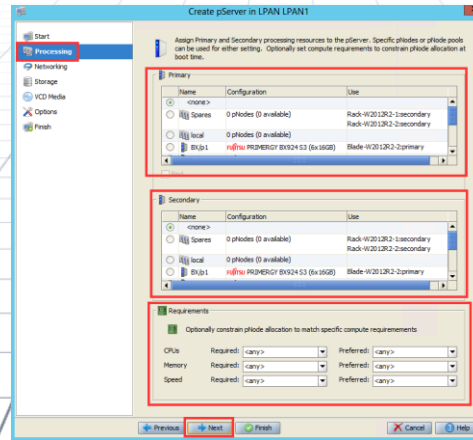 Create pServer in LPAN LPAN1
Start
Processing
Networking
Storage
VCD Media
Options
Finish
Assign Primary and Secondary processing resources to the pServer. Specific pNodes or pNode pools
can be used for either setting. Optionally set compute requirements to constrain pNode allocation at
boot time.
Primary
Name Configuration Use
<none>
Spares 0 pNodes (0 available) Rack-W2012R2-1:secondary
Rack-W2012R2-2:secondary
local 0 pNodes (0 available)
BX/p1 FUJITSU PRIMERGY BX924 S3 (6x16GB) Blade-W2012R2-2:primary
Secondary
Name Configuration Use
<none>
Spares 0 pNodes (0 available) Rack-W2012R2-1:secondary
Rack-W2012R2-2:secondary
local 0 pNodes (0 available)
BX/p1 FUJITSU PRIMERGY BX924 S3 (6x16GB) Blade-W2012R2-2:primary
Requirements
Optionally constrain pNode allocation to match specific compute requirements
CPUs Required: <any> Preferred: <any>
Memory Required: <any> Preferred: <any>
Speed Required: <any> Preferred: <any>
Previous Next Finish Cancel Help